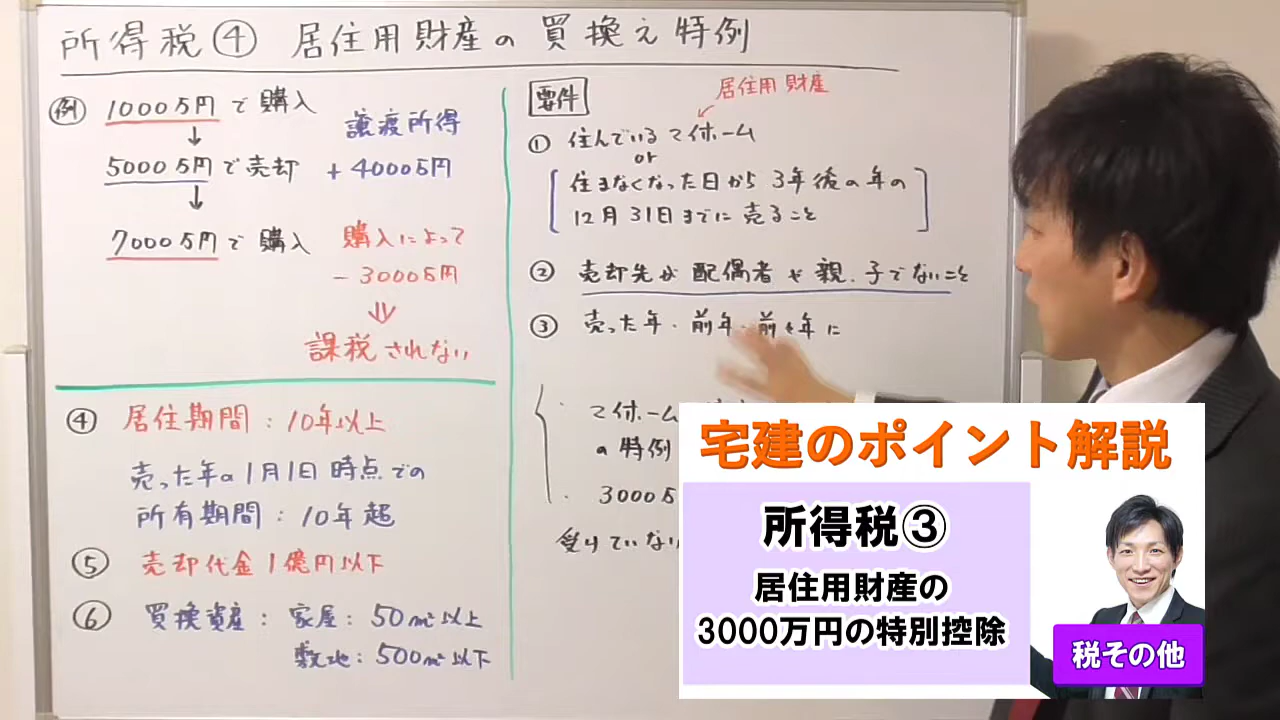 所得税④ 居住用財産の買換え特例
例 1000万円で購入
↓
5000万円で売却
↓
7000万円で購入
譲渡所得
+4000万円
購入によって
-3000万円
⇓
課税されない
要件
居住用財産
① 住んでいるマイホーム
or
住まなくなった日から3年後の年の
12月31日までに売ること
② 売却先が配偶者や親、子でないこと
③ 売った年・前年・前々年に
・マイホーム
の特例
・3000万
受けていない
④ 居住期間:10年以上
売った年の1月1日時点での
所有期間:10年超
⑤ 売却代金1億円以下
⑥ 買換資産:家屋:50㎡以上
敷地:500㎡以下
宅建のポイント解説
所得税③
居住用財産の
3000万円の特別控除
税その他